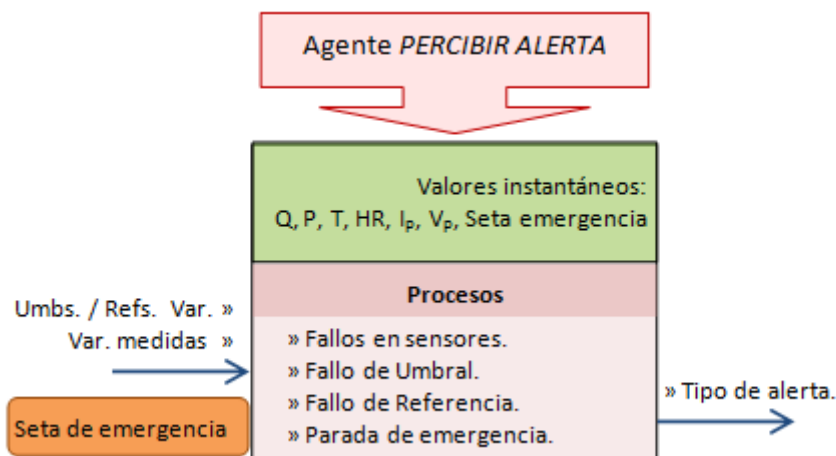 Agente PERCIBIR ALERTA
Valores instantáneos:
Q, P, T, HR, Ip, Vp, Seta emergencia
Procesos
Umbs. / Refs. Var. »
Var. medidas »
» Fallos en sensores.
» Fallo de Umbral.
» Fallo de Referencia.
» Parada de emergencia.
Seta de emergencia
» Tipo de alerta.